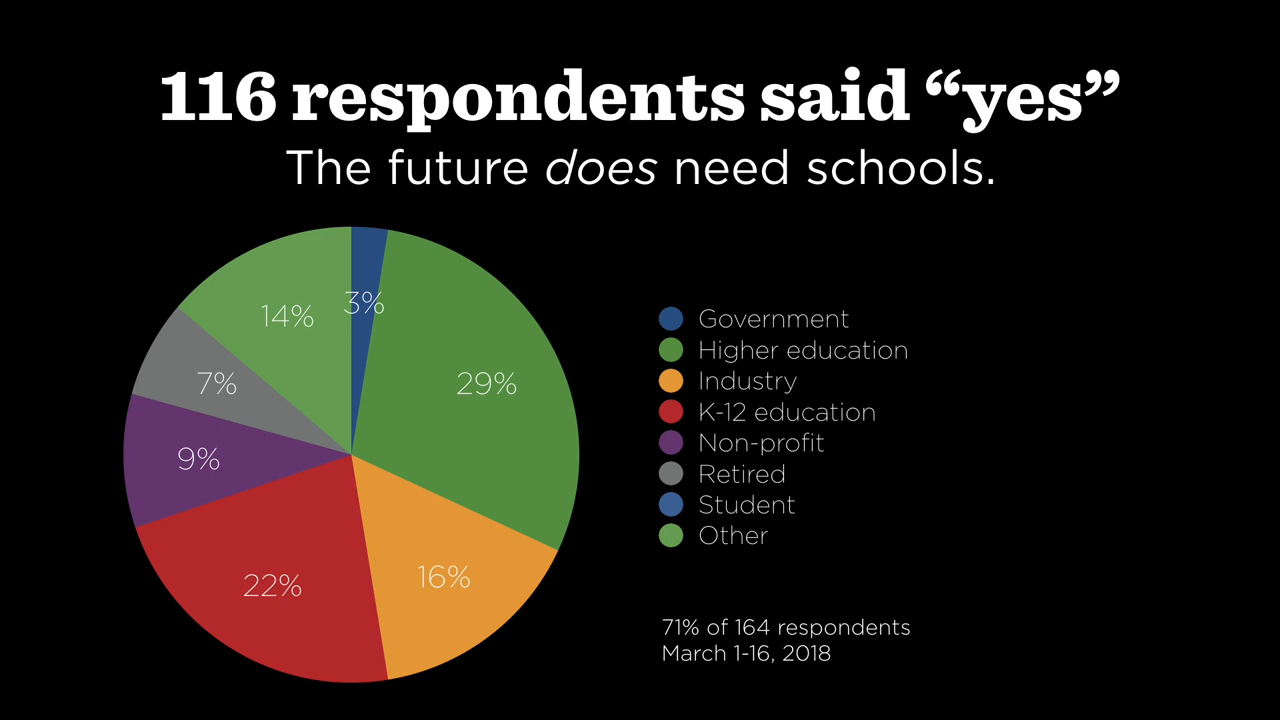 116 respondents said “yes”
The future does need schools.
3%
14%
29%
7%
9%
22%
16%
Government
Higher education
Industry
K-12 education
Non-profit
Retired
Student
Other
71% of 164 respondents
March 1-16, 2018